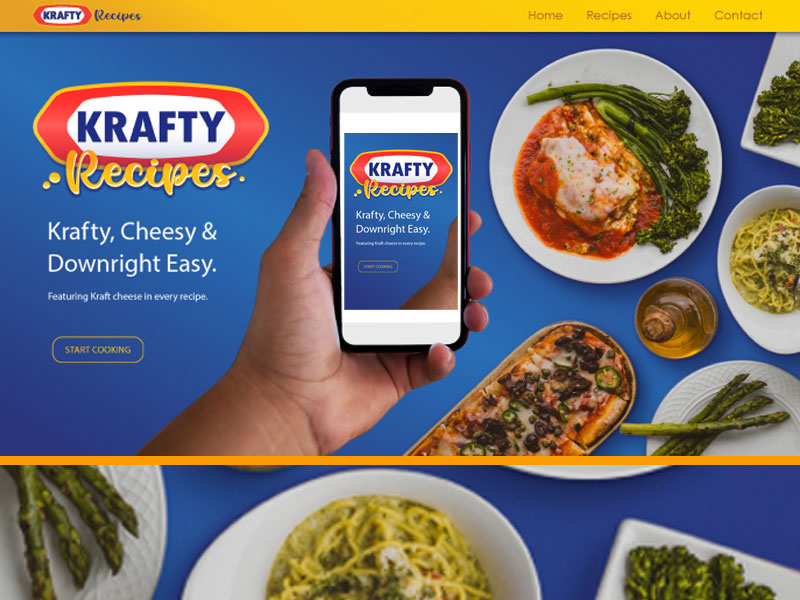 KRAFTY Recipes
Home Recipes About Contact
KRAFTY
Recipes
Krafty, Cheesy &
Downright Easy.
Featuring Kraft cheese in every recipe.
START COOKING
KRAFTY
Recipes
Krafty, Cheesy &
Downright Easy.
Featuring Kraft cheese in every recipe.
START COOKING